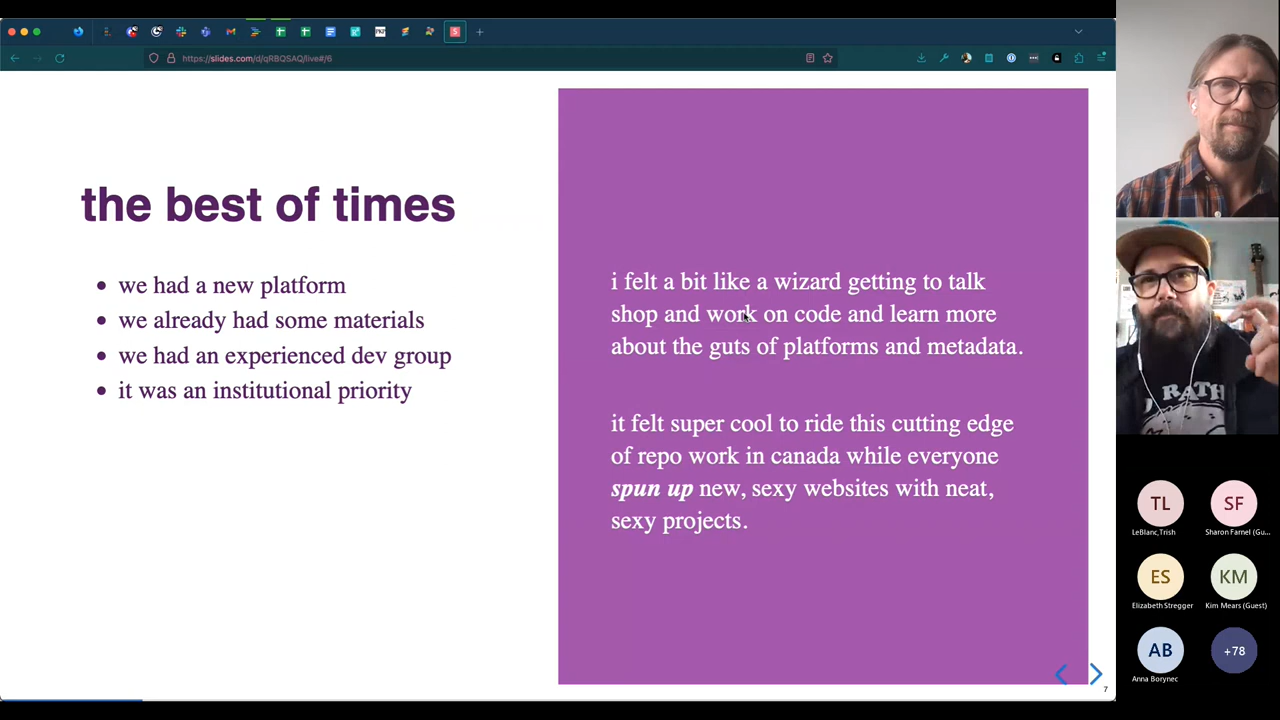 https://slides.com/d/qRBQSAQ/live#/6
the best of times
we had a new platform
we already had some materials
we had an experienced dev group
it was an institutional priority
i felt a bit like a wizard getting to talk
shop and work on code and learn more
about the guts of platforms and metadata.
it felt super cool to ride this cutting edge
of repo work in canada while everyone
spun up new, sexy websites with neat,
sexy projects.
7
TL
LeBlanc,Trish
SF
Sharon Farnel (Gu...
ES
Elizabeth Stregger
KM
Kim Mears (Guest)
AB
Anna Borynec
+78